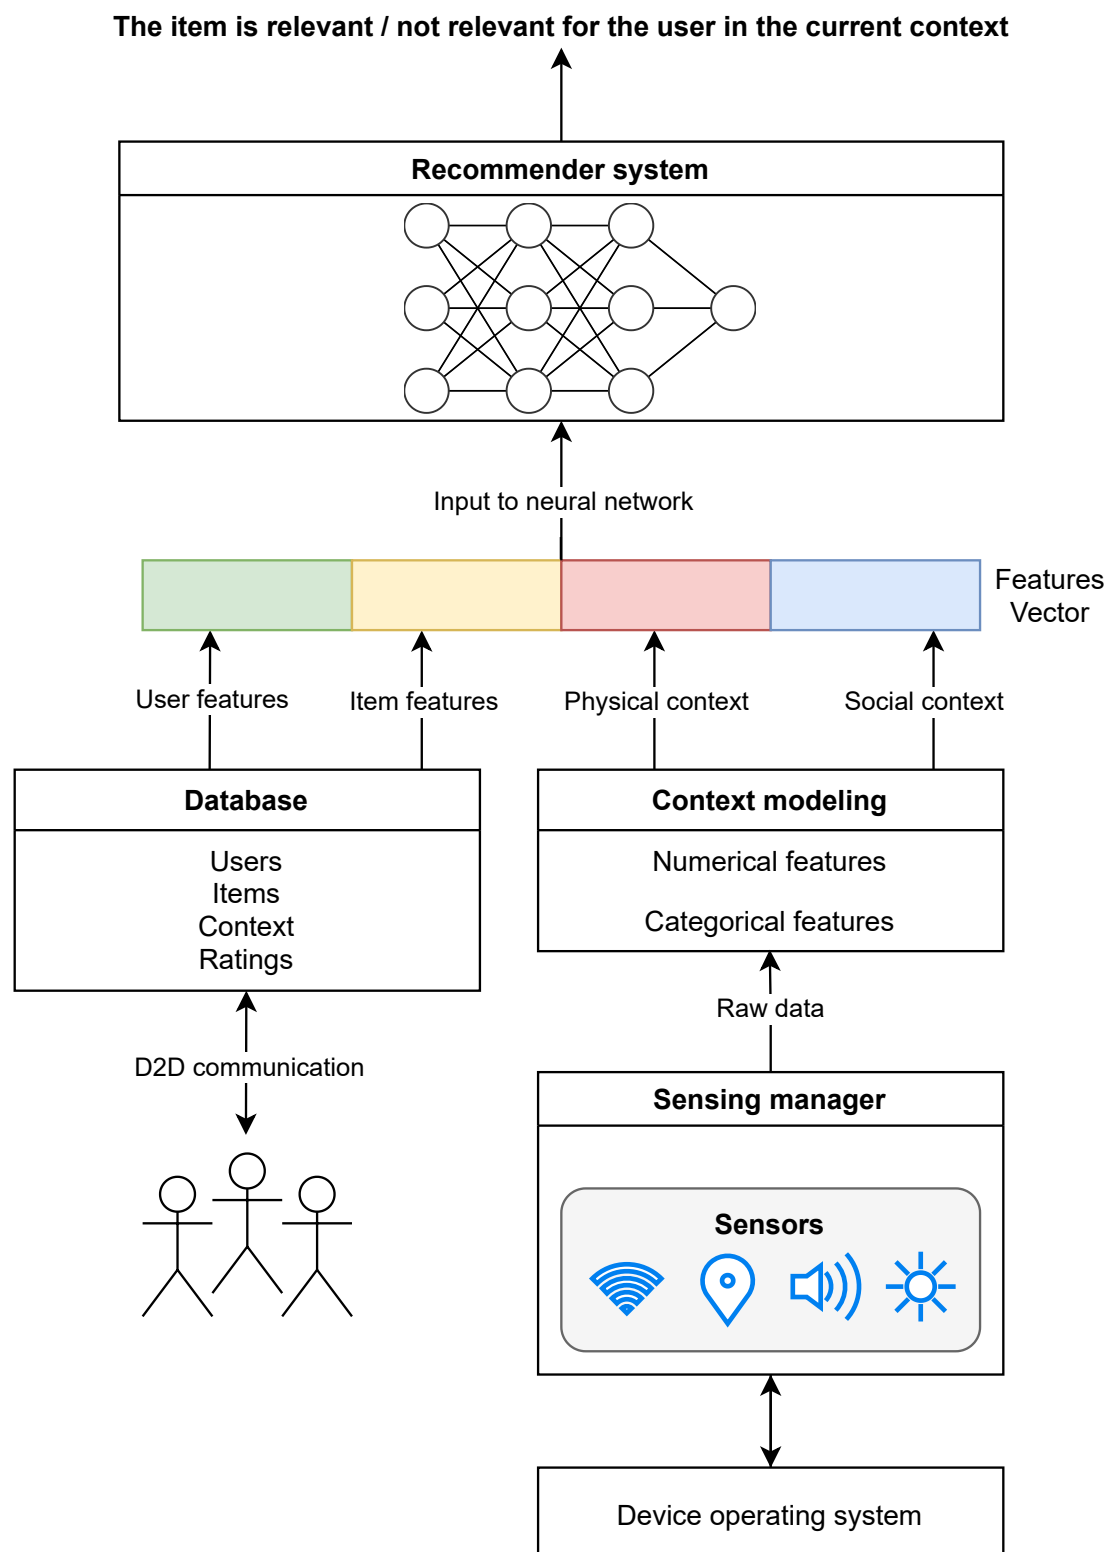 The item is relevant / not relevant for the user in the current context
Recommender system
Input to neural network
Features
Vector
User features
Item features
Physical context
Social context
Database
Users
Items
Context
Ratings
Context modeling
Numerical features
Categorical features
D2D communication
Raw data
Sensing manager
Sensors
Device operating system